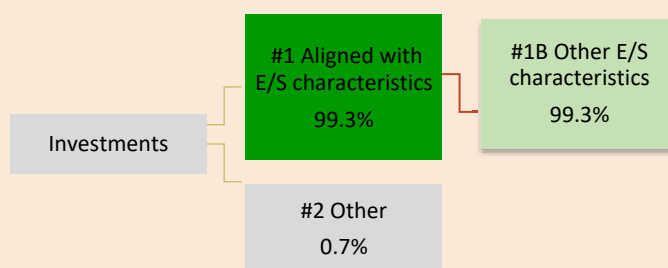 #1 Aligned with
E/S characteristics
99.3%
#1B Other E/S
characteristics
99.3%
Investments
#2 Other
0.7%